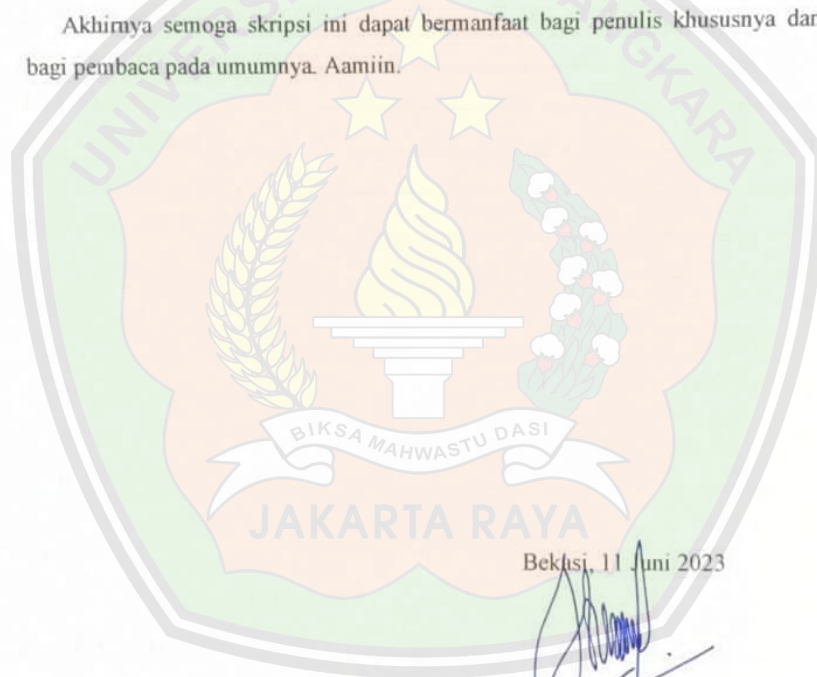 Akhirnya semoga skripsi ini dapat bermanfaat bagi penulis khususnya dan
bagi pembaca pada umumnya. Aamiin.
BIKSA MAHWASTU DASI
JAKARTA RAYA
Bekasi, 11 Juni 2023